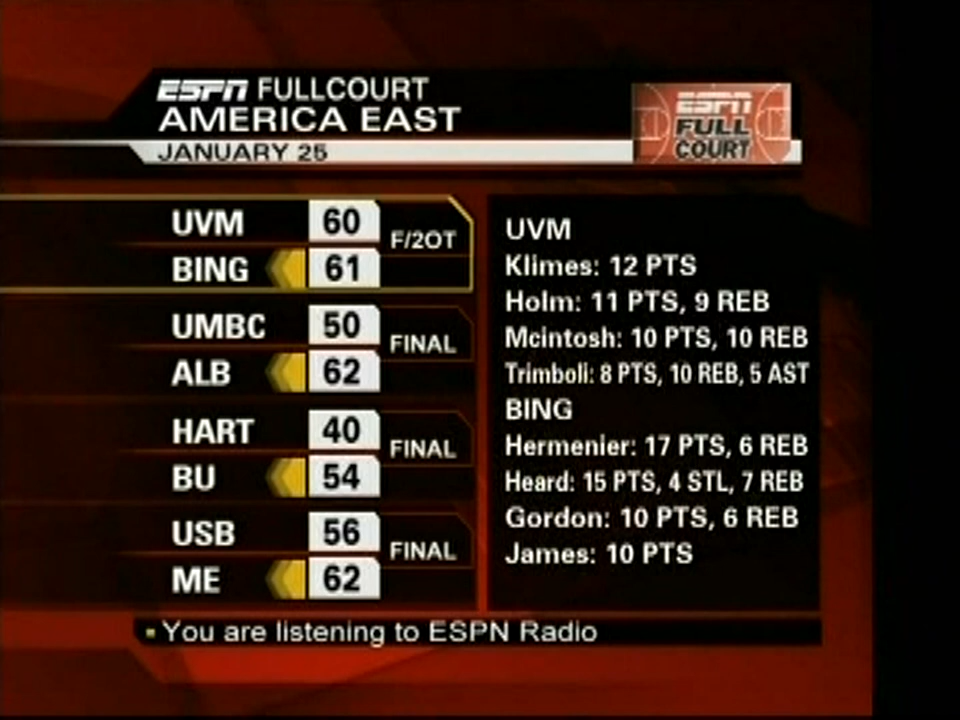 ESPN FULLCOURT
AMERICA EAST
JANUARY 25
ESPN
FULL
COURT
UVM 60
BING 61
F/2OT
UMBC 50
ALB 62
FINAL
HART 40
BU 54
FINAL
USB 56
ME 62
FINAL
UVM
Klimes: 12 PTS
Holm: 11 PTS, 9 REB
Mcintosh: 10 PTS, 10 REB
Trimboli: 8 PTS, 10 REB, 5 AST
BING
Hermenier: 17 PTS, 6 REB
Heard: 15 PTS, 4 STL, 7 REB
Gordon: 10 PTS, 6 REB
James: 10 PTS
You are listening to ESPN Radio